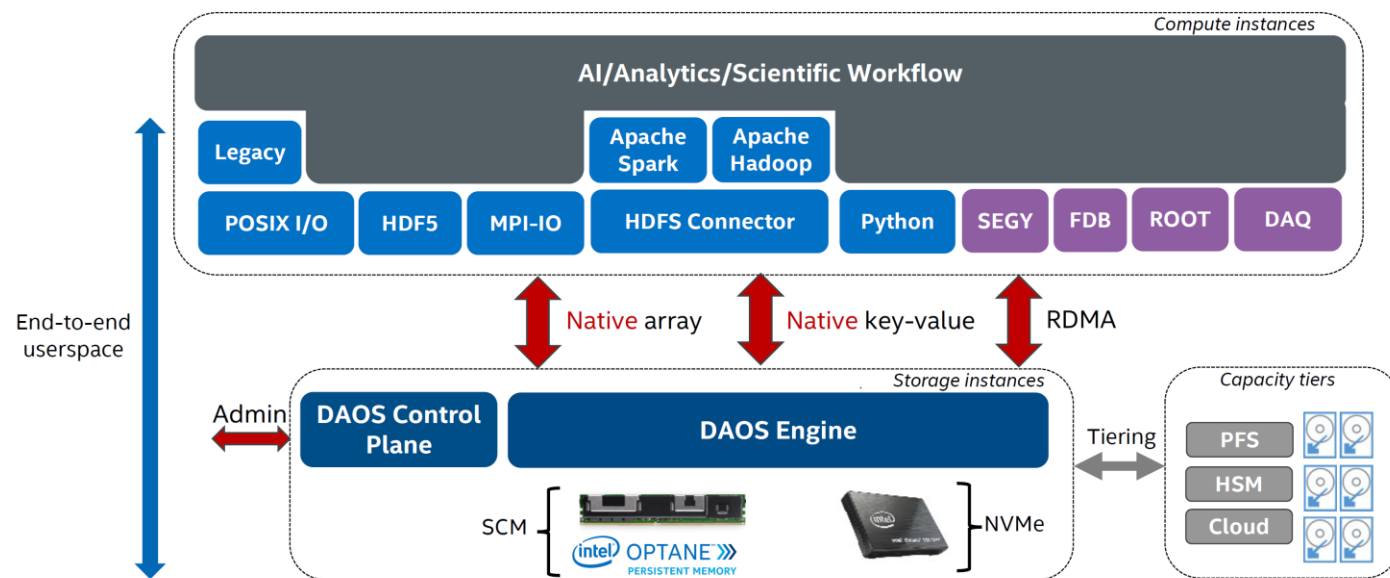 Compute instances
AI/Analytics/Scientific Workflow
Legacy
Apache
Spark
Apache
Hadoop
POSIX I/O
HDF5
MPI-IO
HDFS Connector
Python
SEGY
FDB
ROOT
DAQ
End-to-end
userspace
Native array
Native key-value
RDMA
Storage instances
Capacity tiers
Admin
DAOS Control
Plane
DAOS Engine
Tiering
PFS
HSM
Cloud
SCM
intel OPTANE
PERSISTENT MEMORY
intel
NVMe